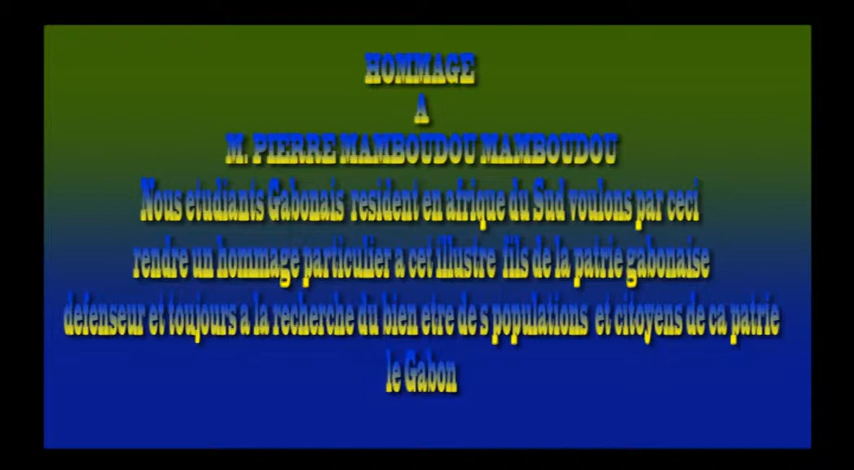 HOMMAGE
A
M. PIERRE MAMBOUDOU MAMBOUDOU
Nous etudiants Gabonais resident en afrique du Sud voulons par ceci
rendre un hommage particulier a cet illustre fils de la patrie gabonaise
defenseur et toujours a la recherche du bien etre de s populations et citoyens de ca patrie
le Gabon